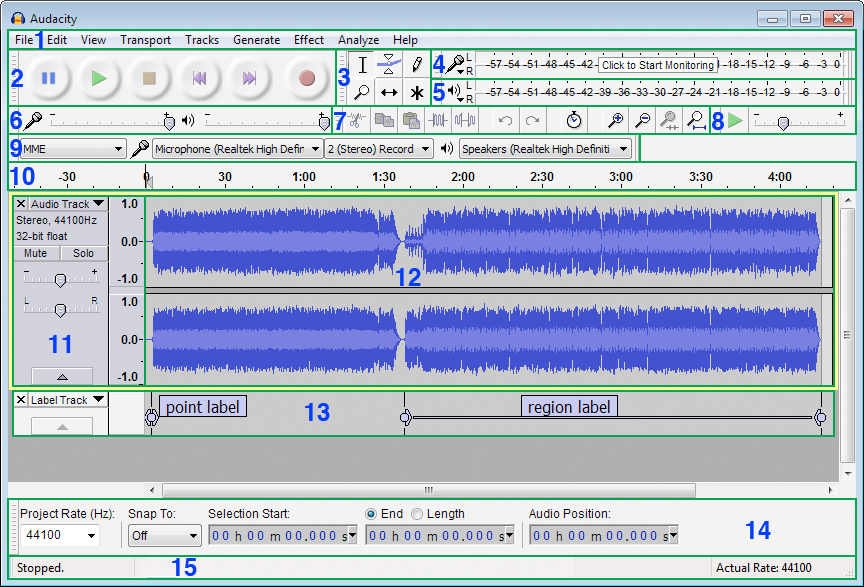 Audacity
File 1 Edit View Transport Tracks Generate Effect Analyze Help
2 3 4 L R -57 -54 -51 -48 -45 -42 Click to Start Monitoring -18 -15 -12 -9 -6 -3 0
5 L R -57 -54 -51 -48 -45 -42 -39 -36 -33 -30 -27 -24 -21 -18 -15 -12 -9 -6 -3 0
6 - + - + 7 8 - +
9 MME Microphone (Realtek High Defir 2 (Stereo) Record Speakers (Realtek High Definiti
10 -30 0 30 1:00 1:30 2:00 2:30 3:00 3:30 4:00
Audio Track 1.0
Stereo, 44100Hz
32-bit float 0.0
Mute Solo
- + -1.0 12
L R 1.0
11 0.0
-1.0
Label Track point label 13 region label
Project Rate (Hz): Snap To: Selection Start: End Length Audio Position:
44100 Off 00 h 00 m 00.000 s 00 h 00 m 00.000 s 00 h 00 m 00.000 s 14
Stopped. 15 Actual Rate: 44100